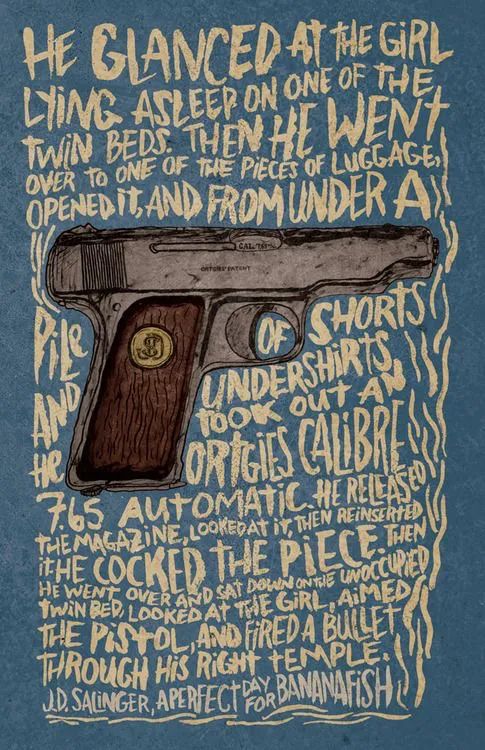 HE GLANCED AT THE GIRL
LYING ASLEEP ON ONE OF THE
TWIN BEDS. THEN HE WENT
OVER TO ONE OF THE PIECES OF LUGGAGE,
OPENED IT, AND FROM UNDER A
CAL. 7.65
ORTGIES' PATENT
PILE OF SHORTS
AND UNDERSHIRTS,
HE TOOK OUT AN
ORTGIES CALIBRE
7.65 AUTOMATIC. HE RELEASED
THE MAGAZINE, LOOKED AT IT, THEN REINSERTED
IT. HE COCKED THE PIECE. THEN
HE WENT OVER AND SAT DOWN ON THE UNOCCUPIED
TWIN BED, LOOKED AT THE GIRL, AIMED
THE PISTOL, AND FIRED A BULLET
THROUGH HIS RIGHT TEMPLE.
J.D. SALINGER, A PERFECT DAY FOR BANANAFISH